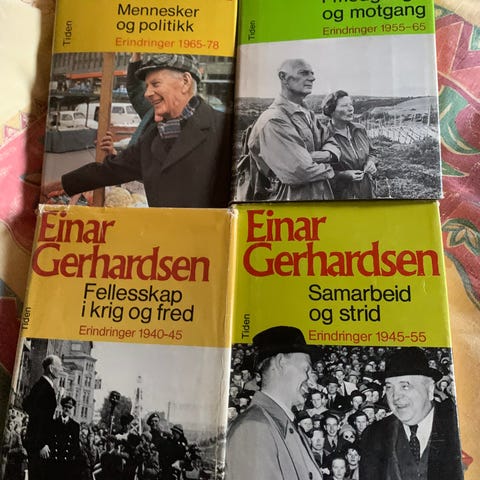 Mennesker
og politikk
Erindringer 1965-78
Tiden
og motgang
Erindringer 1955-65
Tiden
Einar
Gerhardsen
Fellesskap
i krig og fred
Erindringer 1940-45
Tiden
Einar
Gerhardsen
Samarbeid
og strid
Erindringer 1945-55
Tiden